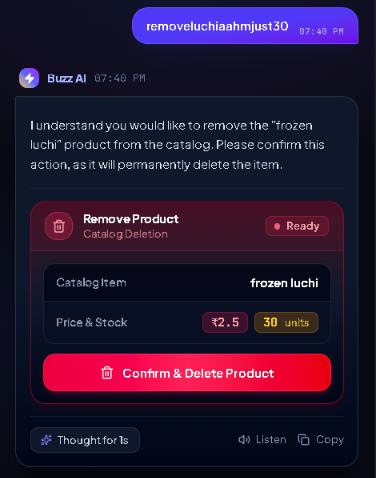 removeluchiaahmjust30 07:40 PM
Buzz AI 07:40 PM
I understand you would like to remove the "frozen
luchi" product from the catalog. Please confirm this
action, as it will permanently delete the item.
Remove Product
Catalog Deletion
Ready
Catalog Item frozen luchi
Price & Stock ₹2.5 30 units
Confirm & Delete Product
Thought for 1s Listen Copy